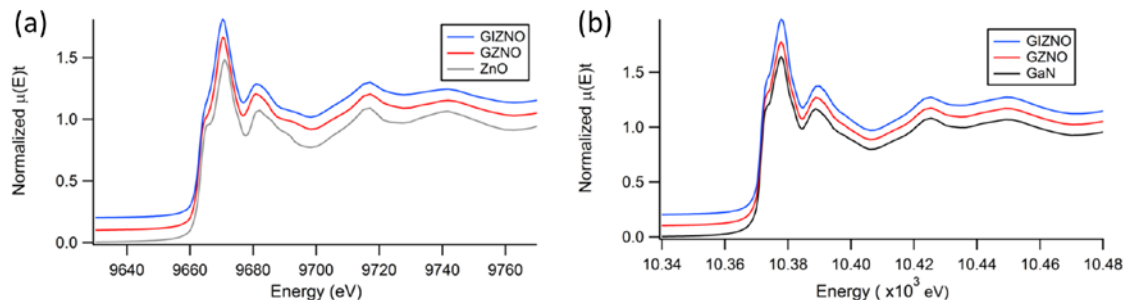 (a)
Normalized μ(E)t
1.5
1.0
0.5
0.0
GIZNO
GZNO
ZnO
9640 9660 9680 9700 9720 9740 9760
Energy (eV)
(b)
Normalized μ(E)t
1.5
1.0
0.5
0.0
GIZNO
GZNO
GaN
10.34 10.36 10.38 10.40 10.42 10.44 10.46 10.48
Energy ( x10³ eV)